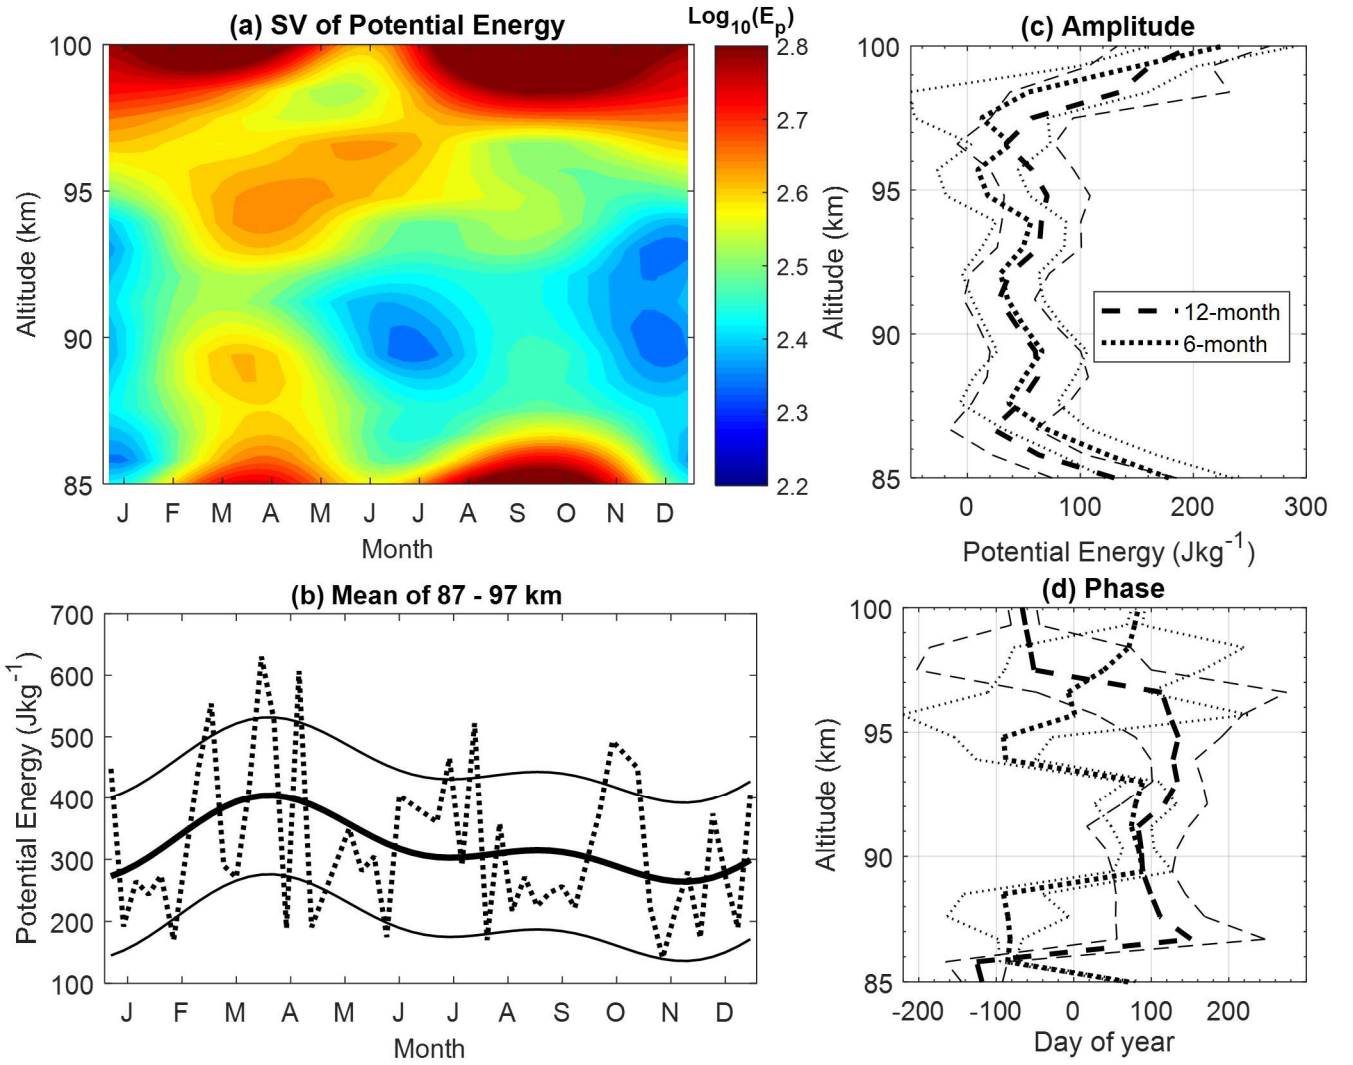 (a) SV of Potential Energy
Log10(Ep)
100
95
90
85
Altitude (km)
J F M A M J J A S O N D
Month
2.8
2.7
2.6
2.5
2.4
2.3
2.2
(c) Amplitude
100
95
90
85
Altitude (km)
12-month
6-month
0 100 200 300
Potential Energy (Jkg-1)
(b) Mean of 87 - 97 km
700
600
500
400
300
200
100
Potential Energy (Jkg-1)
J F M A M J J A S O N D
Month
(d) Phase
100
95
90
85
Altitude (km)
-200 -100 0 100 200
Day of year